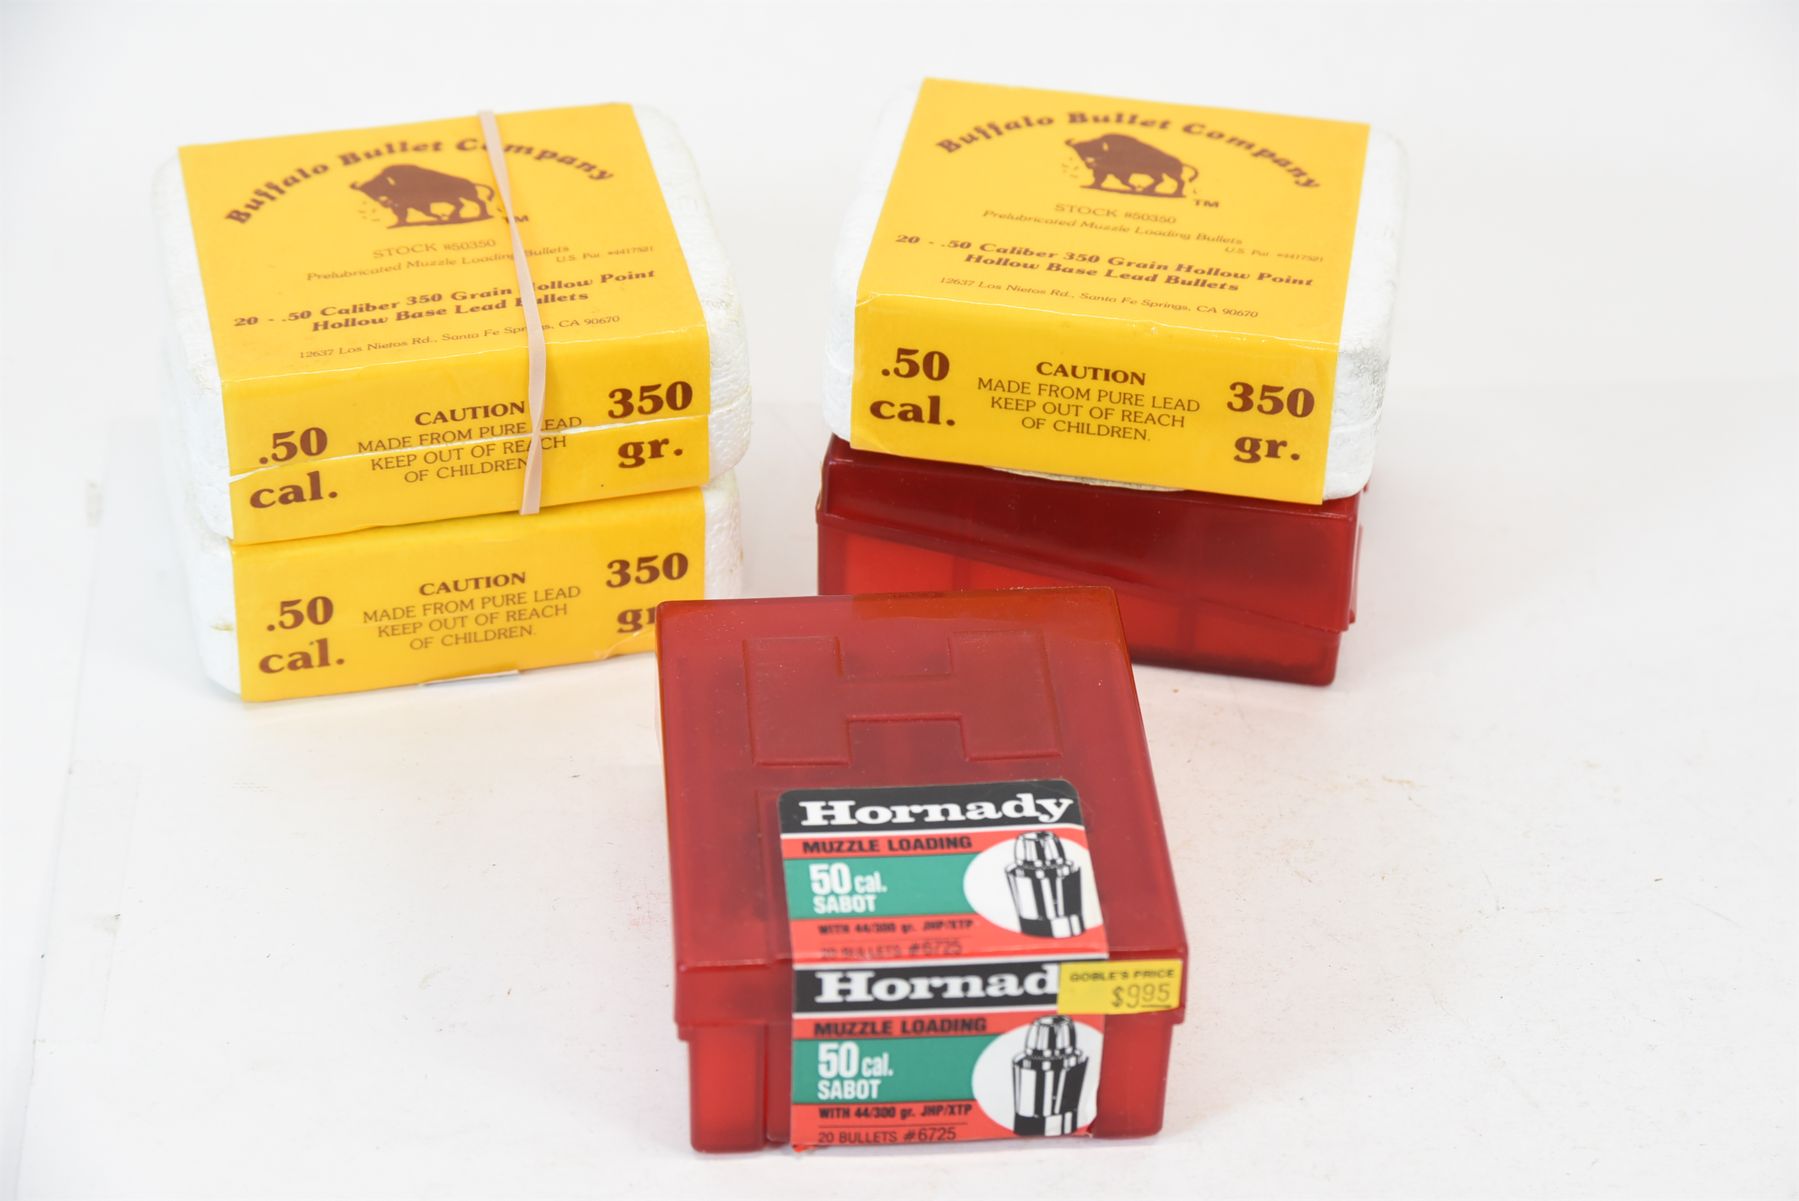 Buffalo Bullet Company
TM
STOCK #50350
Prelubricated Muzzle Loading Bullets
U.S. Pat. #4417521
20 - .50 Caliber 350 Grain Hollow Point
Hollow Base Lead Bullets
12637 Los Nietos Rd., Santa Fe Springs, CA 90670
.50
cal.
CAUTION
MADE FROM PURE LEAD
KEEP OUT OF REACH
OF CHILDREN
350
gr.
.50
cal.
CAUTION
MADE FROM PURE LEAD
KEEP OUT OF REACH
OF CHILDREN.
350
gr
Buffalo Bullet Company
TM
STOCK #50350
Prelubricated Muzzle Loading Bullets
U.S. Pat. #4417521
20 - .50 Caliber 350 Grain Hollow Point
Hollow Base Lead Bullets
12637 Los Nietos Rd., Santa Fe Springs, CA 90670
.50
cal.
CAUTION
MADE FROM PURE LEAD
KEEP OUT OF REACH
OF CHILDREN.
350
gr.
Hornady
MUZZLE LOADING
50 cal.
SABOT
WITH 44/300 gr. JHP/XTP
20 BULLETS #6725
Hornad
GOBLE'S PRICE
$9.95
MUZZLE LOADING
50 cal.
SABOT
WITH 44/300 gr. JHP/XTP
20 BULLETS #6725